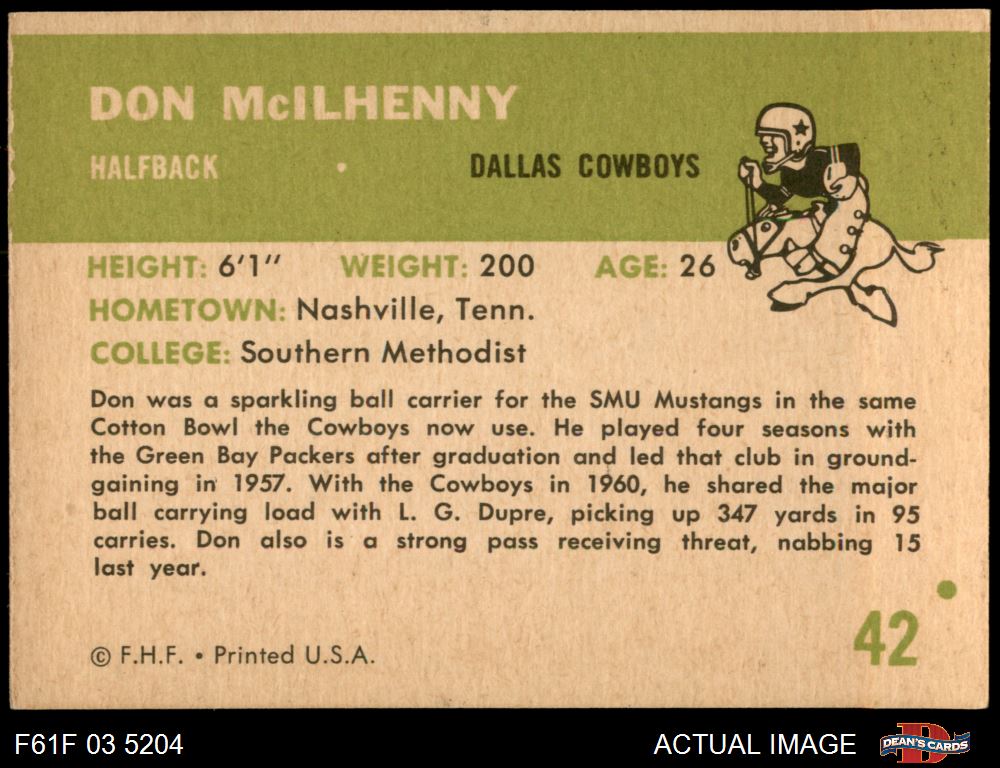 DON McILHENNY
HALFBACK • DALLAS COWBOYS
HEIGHT: 6'1" WEIGHT: 200 AGE: 26
HOMETOWN: Nashville, Tenn.
COLLEGE: Southern Methodist
Don was a sparkling ball carrier for the SMU Mustangs in the same
Cotton Bowl the Cowboys now use. He played four seasons with
the Green Bay Packers after graduation and led that club in ground-
gaining in 1957. With the Cowboys in 1960, he shared the major
ball carrying load with L. G. Dupre, picking up 347 yards in 95
carries. Don also is a strong pass receiving threat, nabbing 15
last year.
42
© F.H.F. • Printed U.S.A.
F61F 03 5204 ACTUAL IMAGE D DEAN'S CARDS